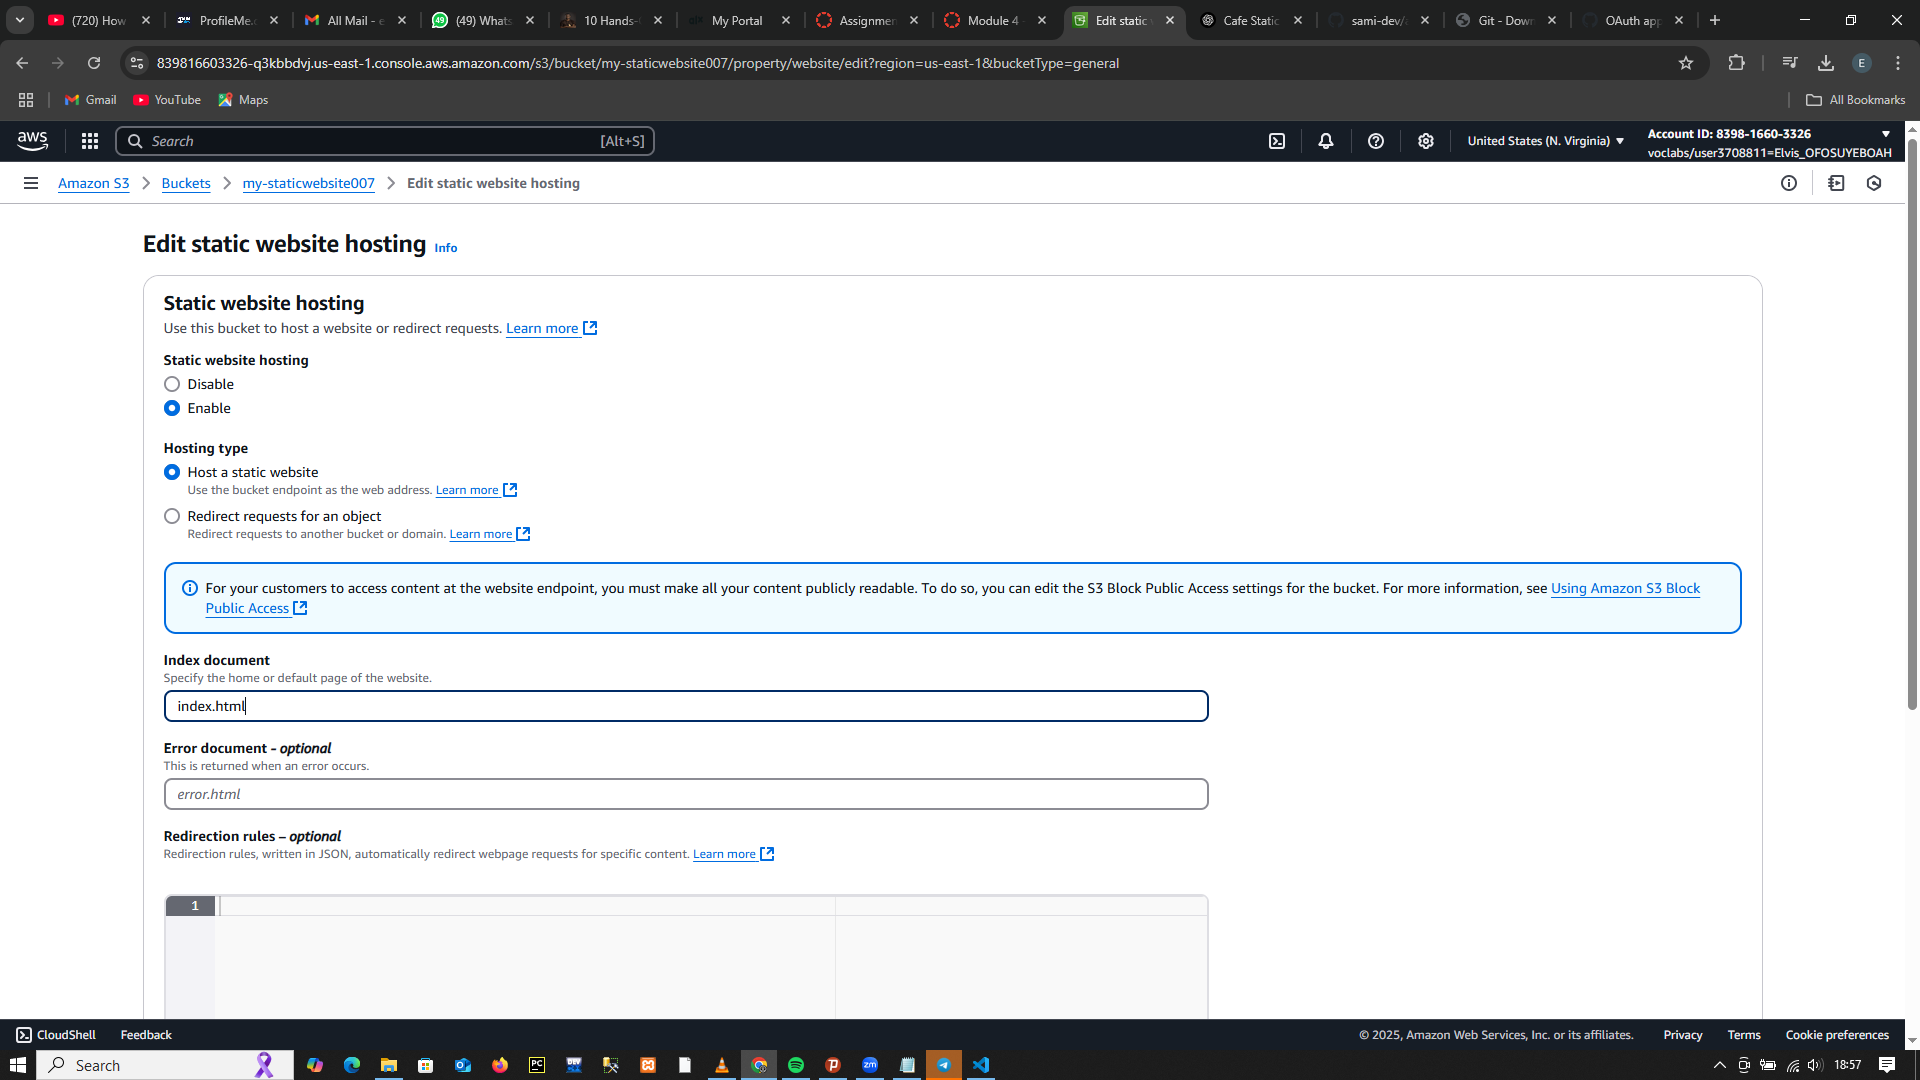 (720) How
ProfileMe.
All Mail - e
(49) Whats
10 Hands-
My Portal
Assignmen
Module 4 -
Edit static
Cafe Static
sami-dev/
Git - Down
OAuth app
839816603326-q3kbbdvj.us-east-1.console.aws.amazon.com/s3/bucket/my-staticwebsite007/property/website/edit?region=us-east-1&bucketType=general
E
Gmail
YouTube
Maps
All Bookmarks
aws
Search
[Alt+S]
United States (N. Virginia)
Account ID: 8398-1660-3326
voclabs/user3708811=Elvis_OFOSUYEBOAH
Amazon S3
Buckets
my-staticwebsite007
Edit static website hosting
Edit static website hosting Info
Static website hosting
Use this bucket to host a website or redirect requests. Learn more
Static website hosting
Disable
Enable
Hosting type
Host a static website
Use the bucket endpoint as the web address. Learn more
Redirect requests for an object
Redirect requests to another bucket or domain. Learn more
For your customers to access content at the website endpoint, you must make all your content publicly readable. To do so, you can edit the S3 Block Public Access settings for the bucket. For more information, see Using Amazon S3 Block
Public Access
Index document
Specify the home or default page of the website.
index.html
Error document - optional
This is returned when an error occurs.
error.html
Redirection rules – optional
Redirection rules, written in JSON, automatically redirect webpage requests for specific content. Learn more
1
CloudShell
Feedback
© 2025, Amazon Web Services, Inc. or its affiliates.
Privacy
Terms
Cookie preferences
Search
PC
zm
18:57